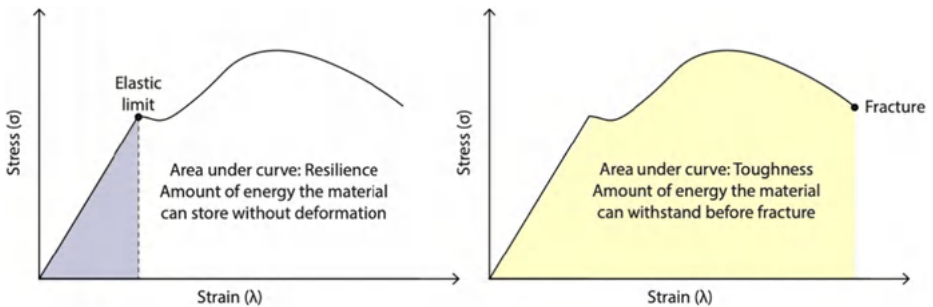 Stress (σ)
Elastic
limit
Area under curve: Resilience
Amount of energy the material
can store without deformation
Strain (λ)
Stress (σ)
Fracture
Area under curve: Toughness
Amount of energy the material
can withstand before fracture
Strain (λ)